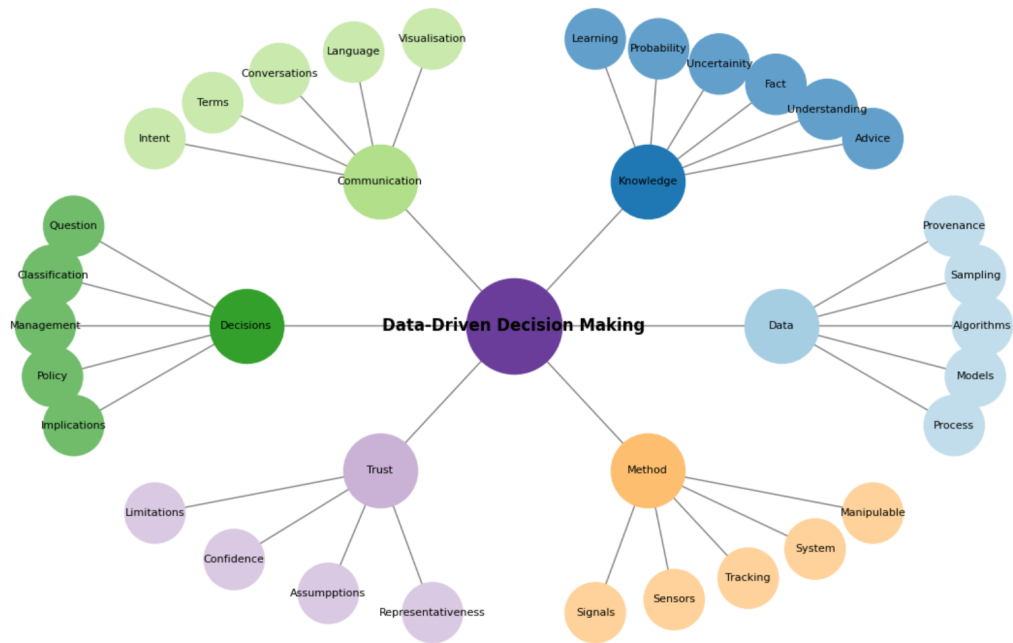 Visualisation
Learning
Language
Probability
Conversations
Uncertainity
Terms
Fact
Understanding
Intent
Advice
Communication
Knowledge
Question
Provenance
Classification
Sampling
Management
Decisions
Data-Driven Decision Making
Data
Algorithms
Policy
Models
Implications
Process
Trust
Method
Limitations
Manipulable
Confidence
System
Assumpptions
Tracking
Representativeness
Signals
Sensors